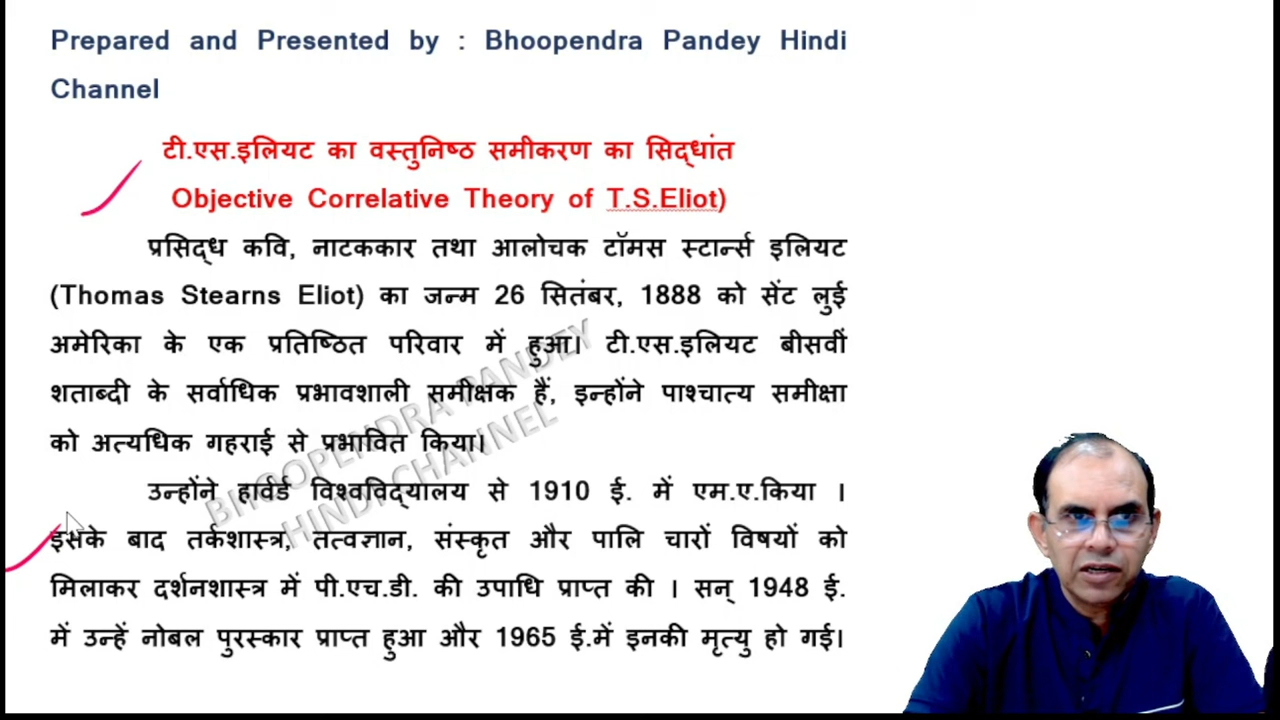 Prepared and Presented by : Bhoopendra Pandey Hindi
Channel
टी.एस.इलियट का वस्तुनिष्ठ समीकरण का सिद्धांत
Objective Correlative Theory of T.S.Eliot)
प्रसिद्ध कवि, नाटककार तथा आलोचक टॉमस स्टार्न्स इलियट
(Thomas Stearns Eliot) का जन्म 26 सितंबर, 1888 को सेंट लुई
अमेरिका के एक प्रतिष्ठित परिवार में हुआ। टी.एस.इलियट बीसवीं
शताब्दी के सर्वाधिक प्रभावशाली समीक्षक हैं, इन्होंने पाश्चात्य समीक्षा
को अत्यधिक गहराई से प्रभावित किया।
उन्होंने हार्वर्ड विश्वविद्यालय से 1910 ई. में एम.ए.किया ।
इसके बाद तर्कशास्त्र, तत्वज्ञान, संस्कृत और पालि चारों विषयों को
मिलाकर दर्शनशास्त्र में पी.एच.डी. की उपाधि प्राप्त की । सन् 1948 ई.
में उन्हें नोबल पुरस्कार प्राप्त हुआ और 1965 ई.में इनकी मृत्यु हो गई।
BHOOPENDRA PANDEY
HINDI CHANNEL